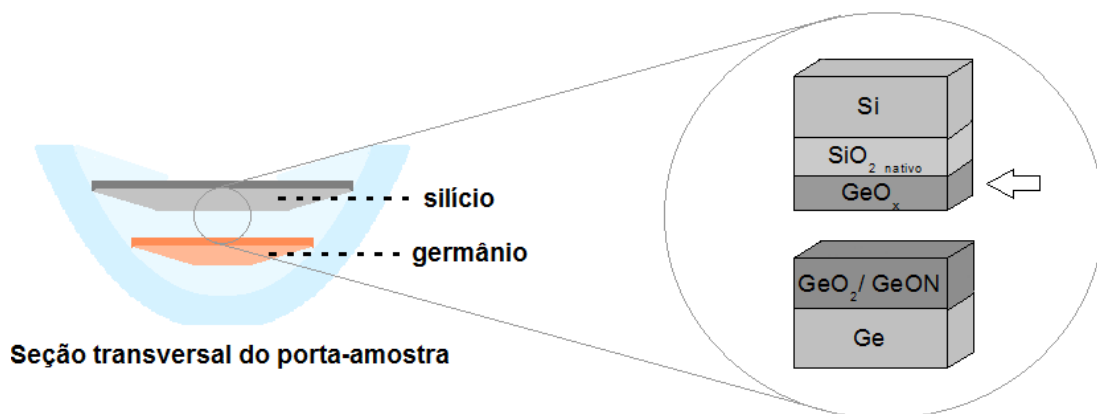 silício
germânio
Seção transversal do porta-amostra
Si
SiO2 nativo
GeOx
GeO2/ GeON
Ge